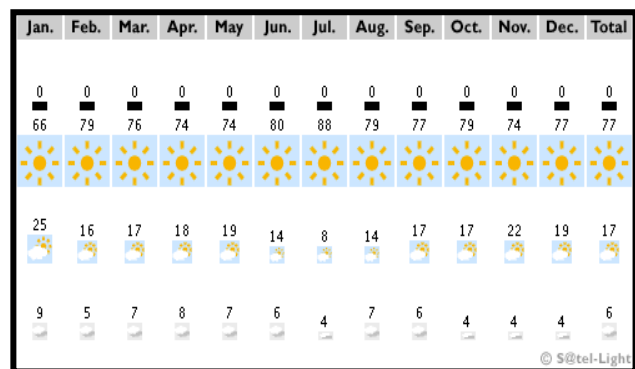 Jan. Feb. Mar. Apr. May Jun. Jul. Aug. Sep. Oct. Nov. Dec. Total
0 0 0 0 0 0 0 0 0 0 0 0 0
66 79 76 74 74 80 88 79 77 79 74 77 77
25 16 17 18 19 14 8 14 17 17 22 19 17
9 5 7 8 7 6 4 7 6 4 4 4 6
© S@tel-Light